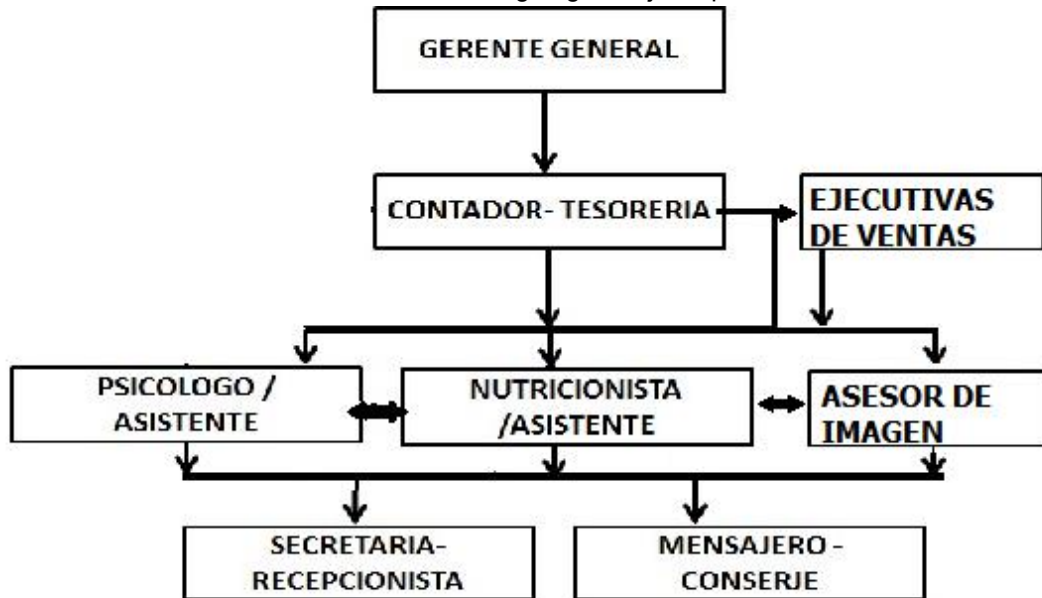 GERENTE GENERAL
CONTADOR- TESORERIA
EJECUTIVAS
DE VENTAS
PSICOLOGO /
ASISTENTE
NUTRICIONISTA
/ASISTENTE
ASESOR DE
IMAGEN
SECRETARIA-
RECEPCIONISTA
MENSAJERO -
CONSERJE